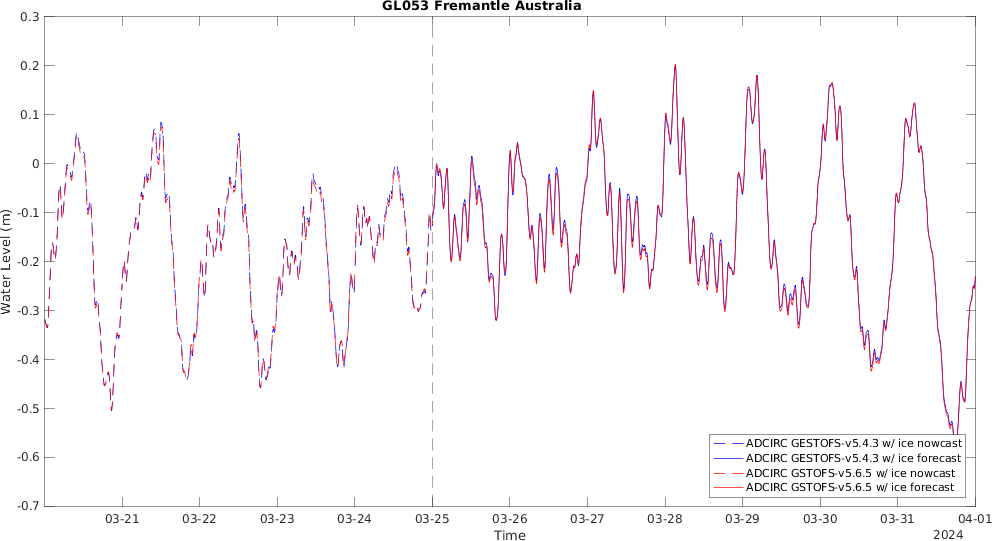 GL053 Fremantle Australia
0.3
0.2
0.1
0
-0.1
-0.2
-0.3
-0.4
-0.5
-0.6
-0.7
Water Level (m)
ADCIRC GESTOFS-v5.4.3 w/ ice nowcast
ADCIRC GESTOFS-v5.4.3 w/ ice forecast
ADCIRC GSTOFS-v5.6.5 w/ ice nowcast
ADCIRC GSTOFS-v5.6.5 w/ ice forecast
03-21 03-22 03-23 03-24 03-25 03-26 03-27 03-28 03-29 03-30 03-31 04-01
Time
2024